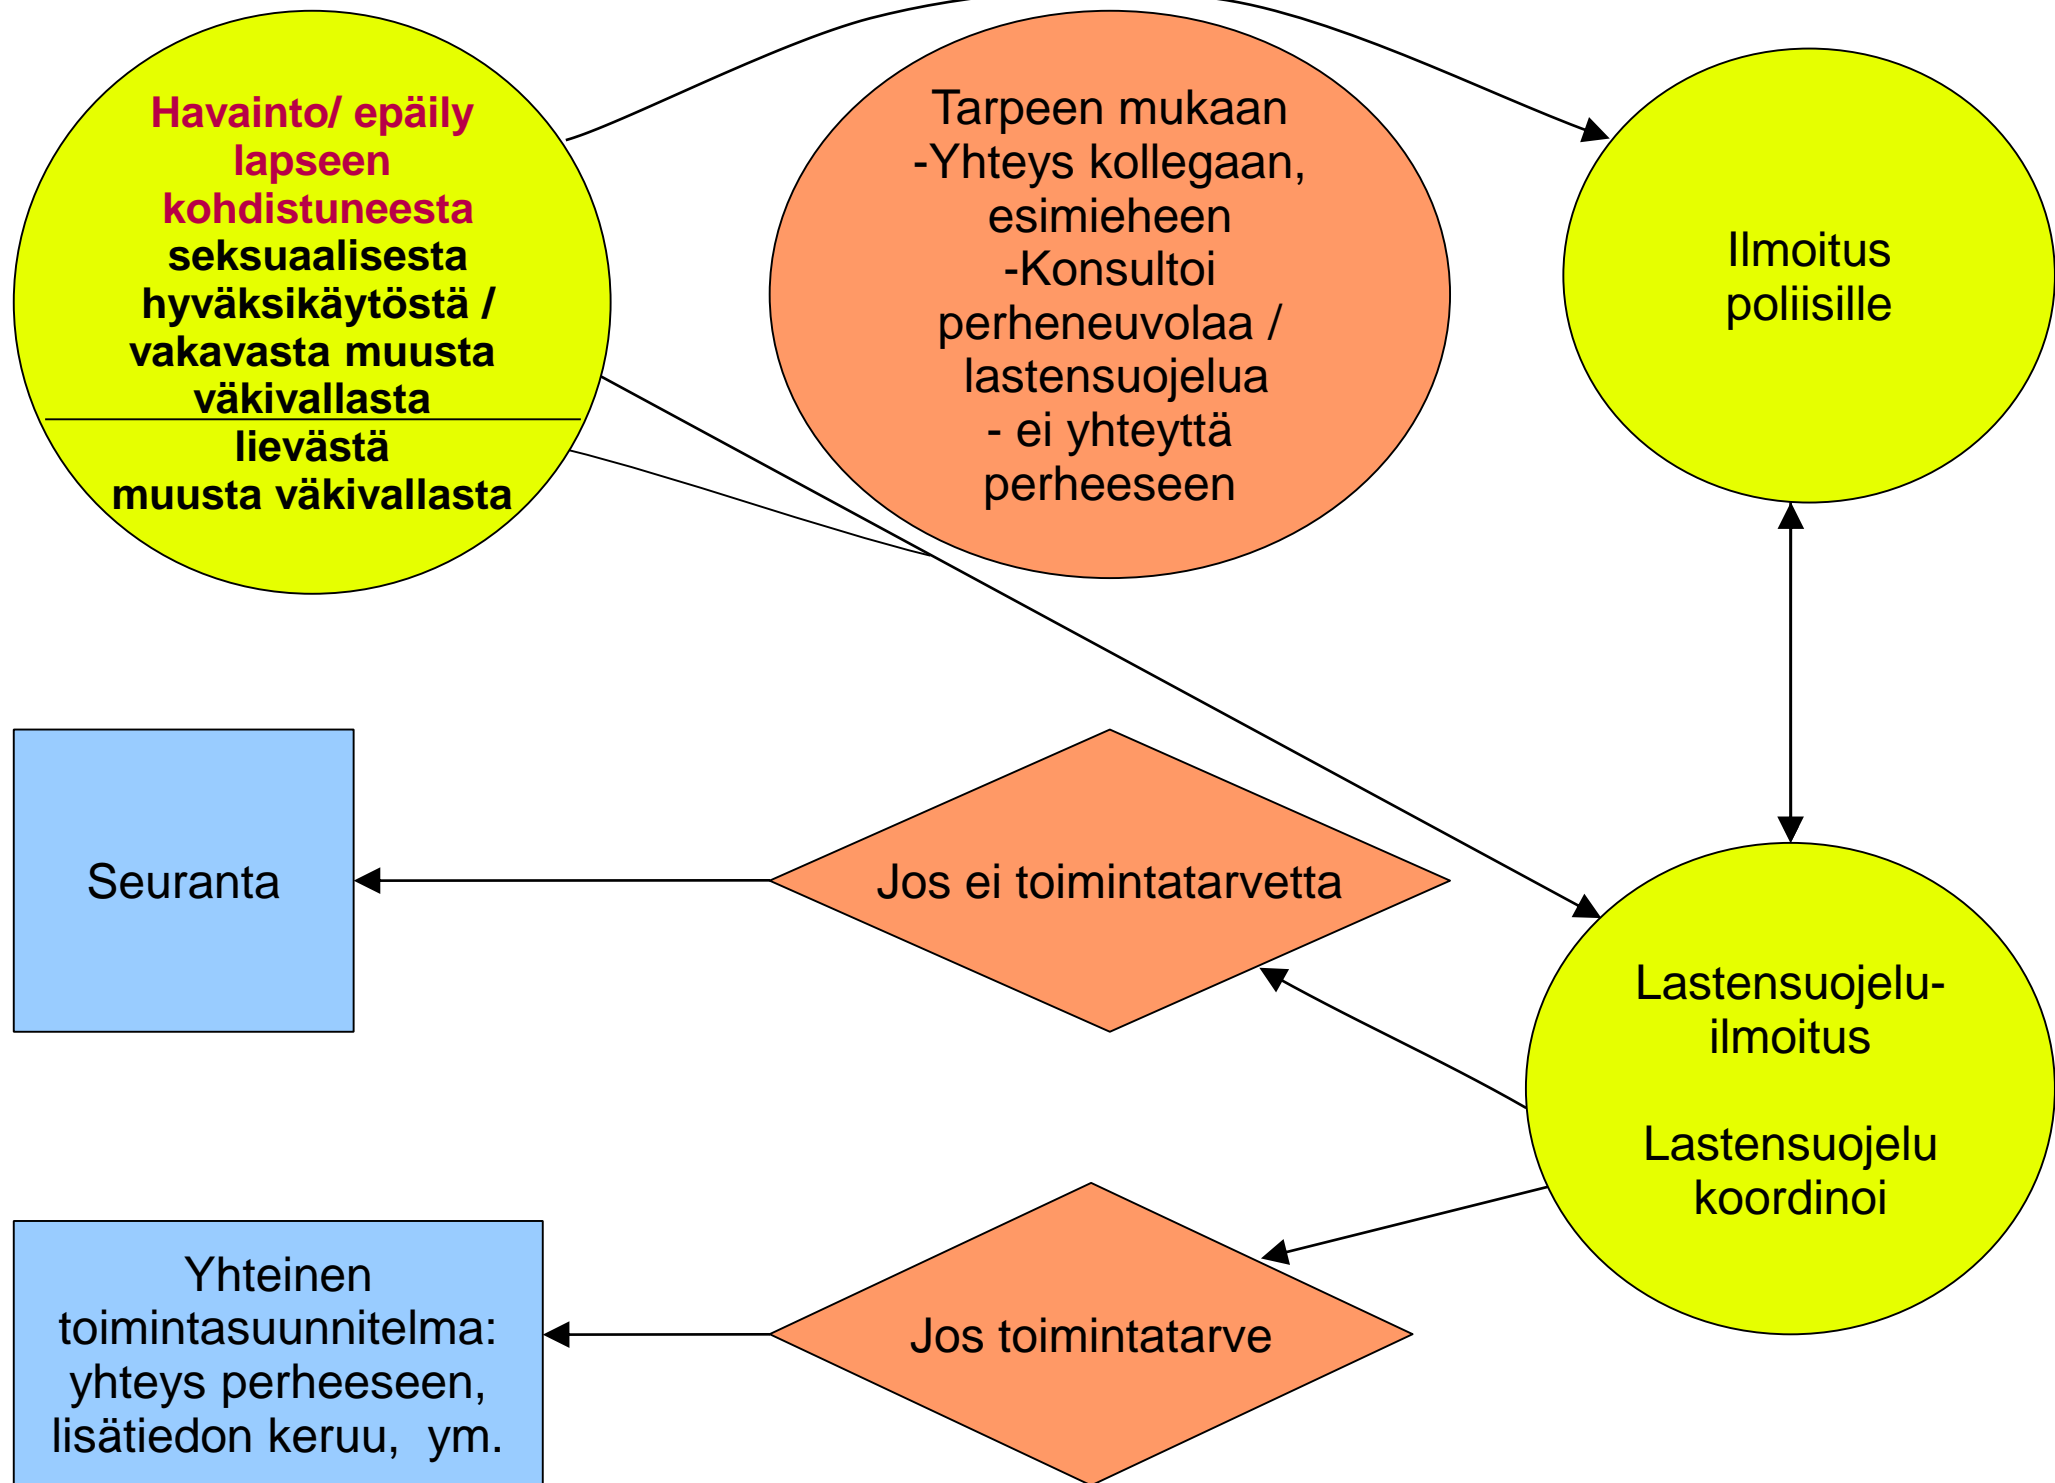 Havainto/ epäily
lapseen
kohdistuneesta
seksuaalisesta
hyväksikäytöstä /
vakavasta muusta
väkivallasta
lievästä
muusta väkivallasta
Tarpeen mukaan
-Yhteys kollegaan,
esimieheen
-Konsultoi
perheneuvolaa /
lastensuojelua
- ei yhteyttä
perheeseen
Ilmoitus
poliisille
Seuranta
Jos ei toimintatarvetta
Lastensuojelu-
ilmoitus
Lastensuojelu
koordinoi
Yhteinen
toimintasuunnitelma:
yhteys perheeseen,
lisätiedon keruu,  ym.
Jos toimintatarve